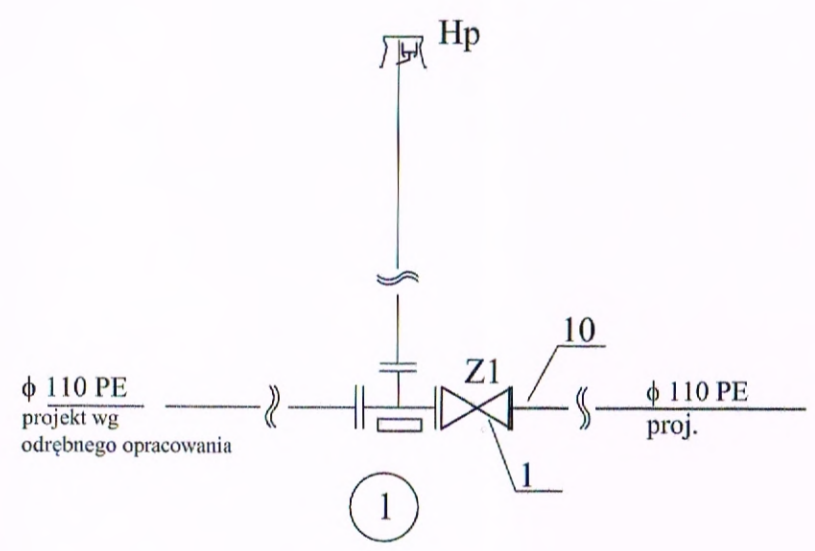 Hp
10
Z1
ϕ 110 PE
projekt wg
odrębnego opracowania
ϕ 110 PE
proj.
1
1